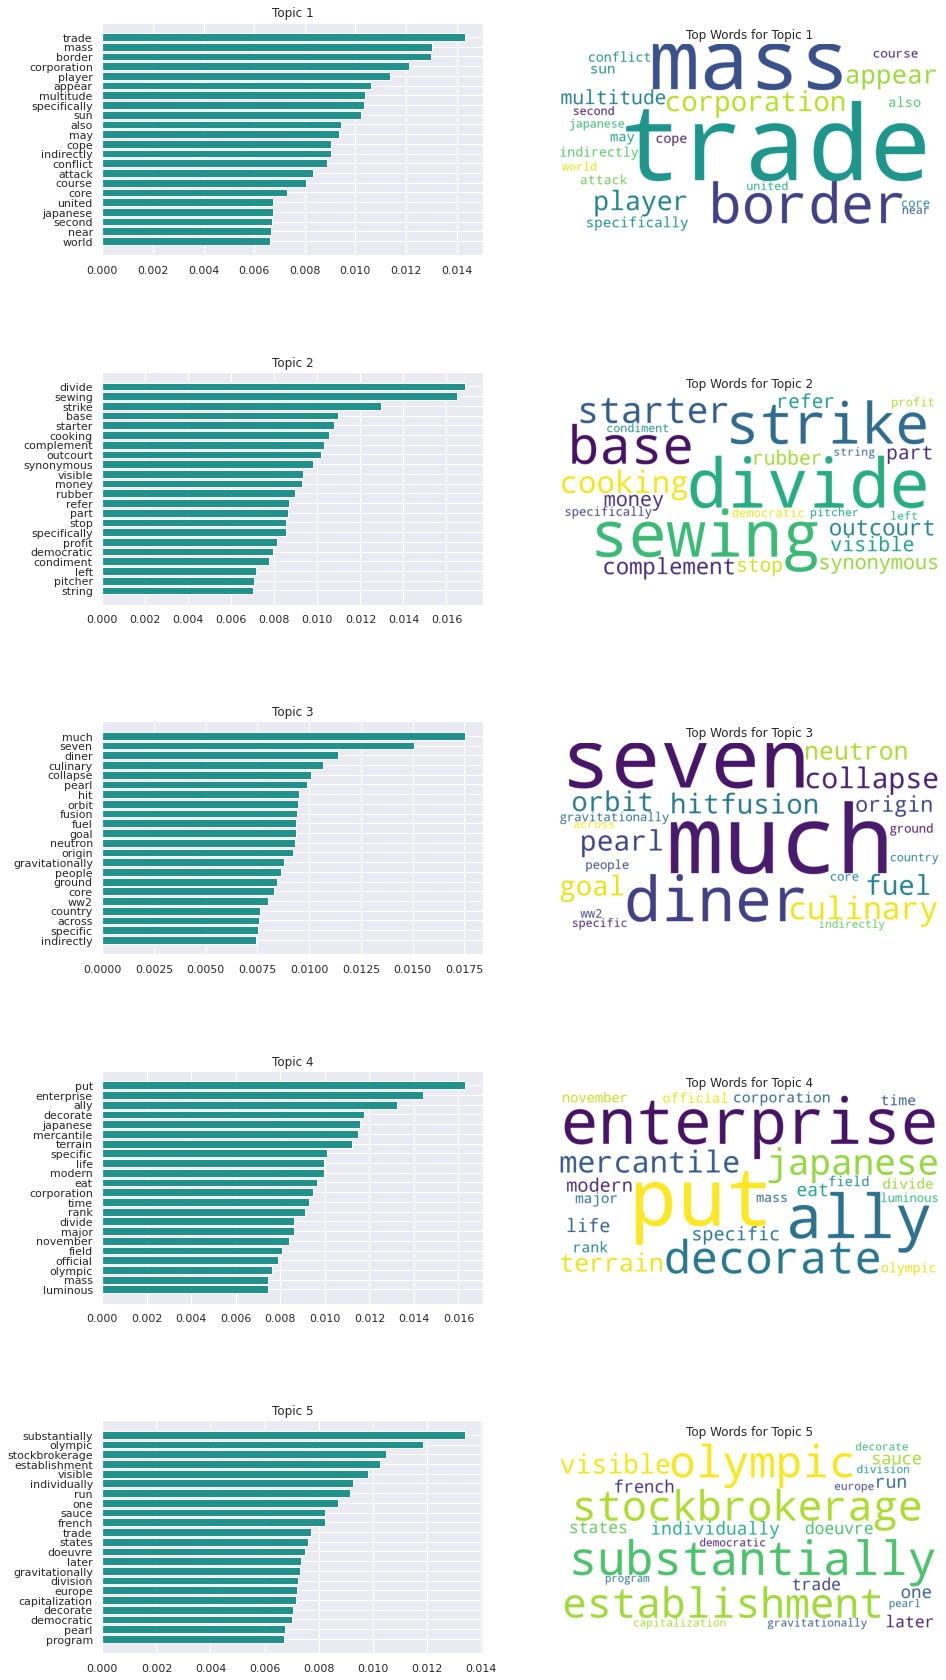 Topic 1
trade
mass
border
corporation
player
appear
multitude
specifically
sun
also
may
cope
indirectly
conflict
attack
course
core
united
japanese
second
near
world
0.000 0.002 0.004 0.006 0.008 0.010 0.012 0.014
Top Words for Topic 1
conflict mass course
sun appear
multitude corporation also
second
japanese trade
may cope
indirectly
world
attack united
player border core
near
specifically
Topic 2
divide
sewing
strike
base
starter
cooking
complement
outcourt
synonymous
visible
money
rubber
refer
part
stop
specifically
profit
democratic
condiment
left
pitcher
string
0.000 0.002 0.004 0.006 0.008 0.010 0.012 0.014 0.016
Top Words for Topic 2
starter refer profit
condiment strike
base rubber string part
cooking divide
money
specifically democratic pitcher left
sewing outcourt
visible
complement stop synonymous
Topic 3
much
seven
diner
culinary
collapse
pearl
hit
orbit
fusion
fuel
goal
neutron
origin
gravitationally
people
ground
core
ww2
country
across
specific
indirectly
0.0000 0.0025 0.0050 0.0075 0.0100 0.0125 0.0150 0.0175
Top Words for Topic 3
seven neutron
collapse
orbit hit fusion origin
gravitationally
across much ground
pearl
people country
goal core fuel
diner culinary
ww2
specific indirectly
Topic 4
put
enterprise
ally
decorate
japanese
mercantile
terrain
specific
life
modern
eat
corporation
time
rank
divide
major
november
field
official
olympic
mass
luminous
0.000 0.002 0.004 0.006 0.008 0.010 0.012 0.014 0.016
Top Words for Topic 4
november official corporation time
enterprise
mercantile japanese
modern put eat field divide
major mass luminous
life specific ally
rank
terrain decorate olympic
Topic 5
substantially
olympic
stockbrokerage
establishment
visible
individually
run
one
sauce
french
trade
states
doeuvre
later
gravitationally
division
europe
capitalization
decorate
democratic
pearl
program
0.000 0.002 0.004 0.006 0.008 0.010 0.012 0.014
Top Words for Topic 5
decorate
visible olympic sauce
division
french europe run
stockbrokerage
states individually doeuvre
democratic
substantially
program trade
one
establishment pearl
capitalization gravitationally later